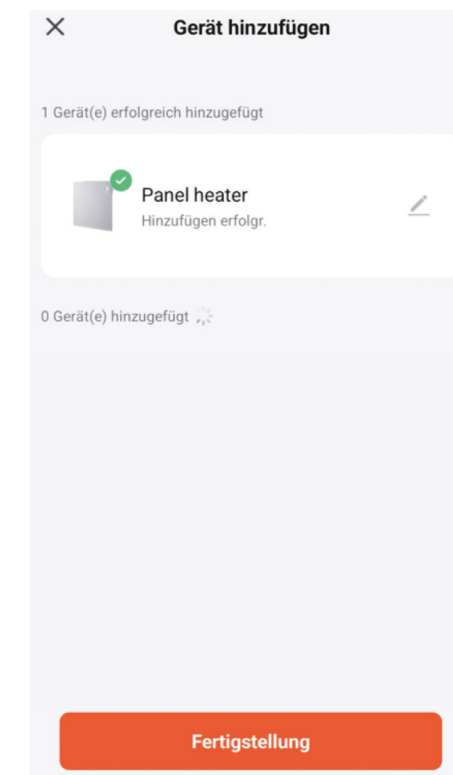 Gerät hinzufügen
1 Gerät(e) erfolgreich hinzugefügt
Panel heater
Hinzufügen erfolgr.
0 Gerät(e) hinzugefügt
Fertigstellung